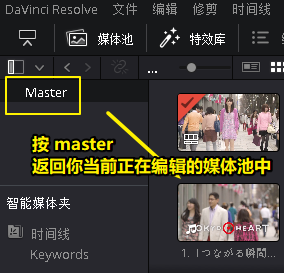 DaVinci Resolve 文件 编辑 修剪 时间线
媒体池 特效库
...
Master
按 master
返回你当前正在编辑的媒体池中
智能媒体夹
时间线
Keywords
TOKYO HEART
1. 1つながる瞬間